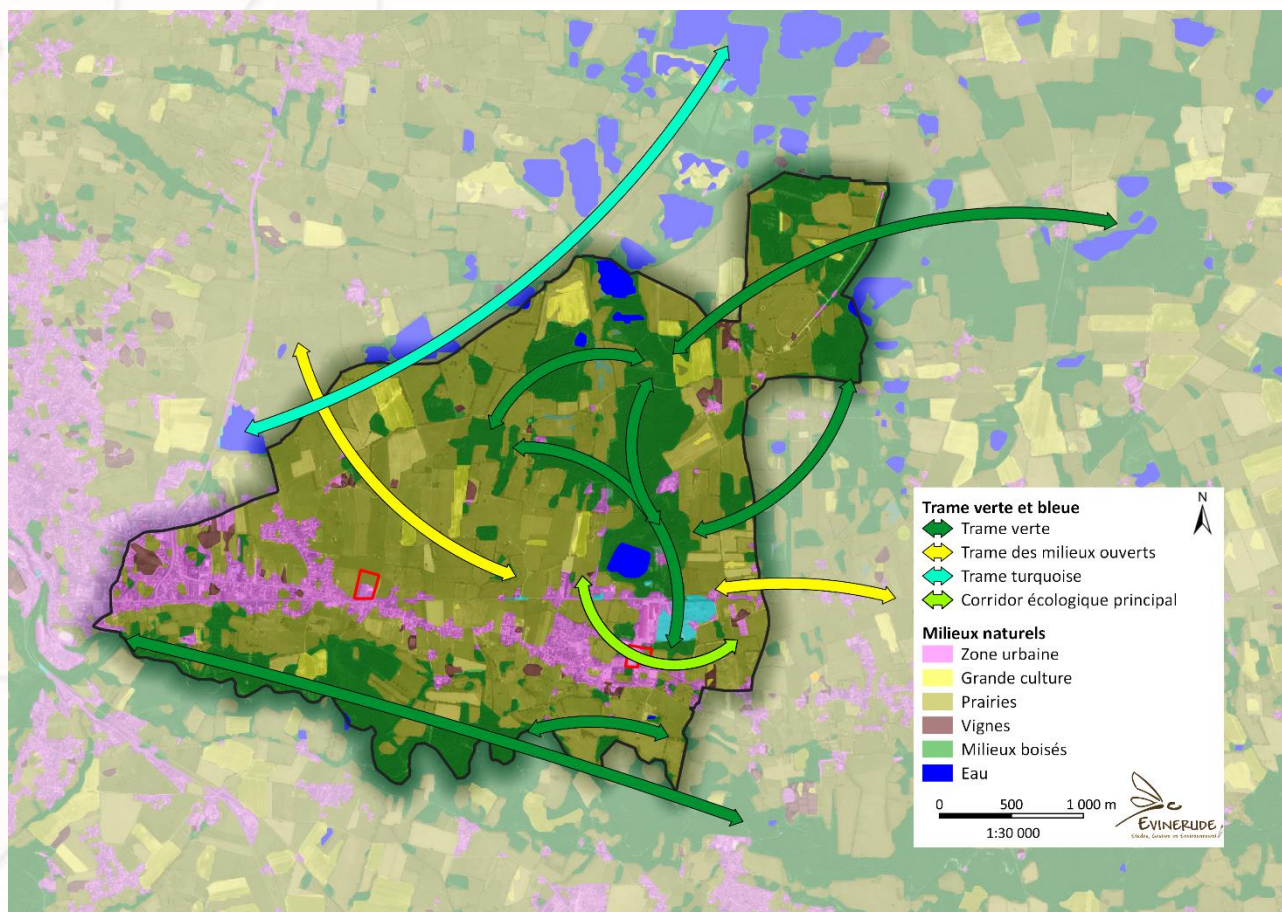 Trame verte et bleue
N
Trame verte
Trame des milieux ouverts
Trame turquoise
Corridor écologique principal
Milieux naturels
Zone urbaine
Grande culture
Prairies
Vignes
Milieux boisés
Eau
0 500 1 000 m
1:30 000
EVINERUDE